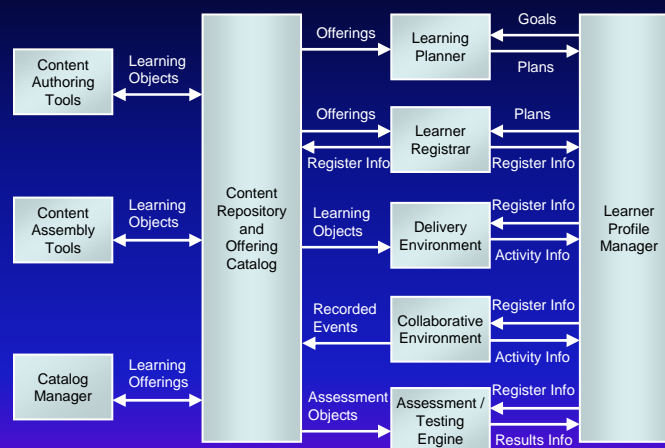 Content
Authoring
Tools
Learning
Objects
Content
Assembly
Tools
Learning
Objects
Catalog
Manager
Learning
Offerings
Content
Repository
and
Offering
Catalog
Offerings
Learning
Planner
Goals
Plans
Offerings
Register Info
Learner
Registrar
Plans
Register Info
Learning
Objects
Delivery
Environment
Register Info
Activity Info
Recorded
Events
Collaborative
Environment
Register Info
Activity Info
Assessment
Objects
Assessment /
Testing
Engine
Register Info
Results Info
Learner
Profile
Manager